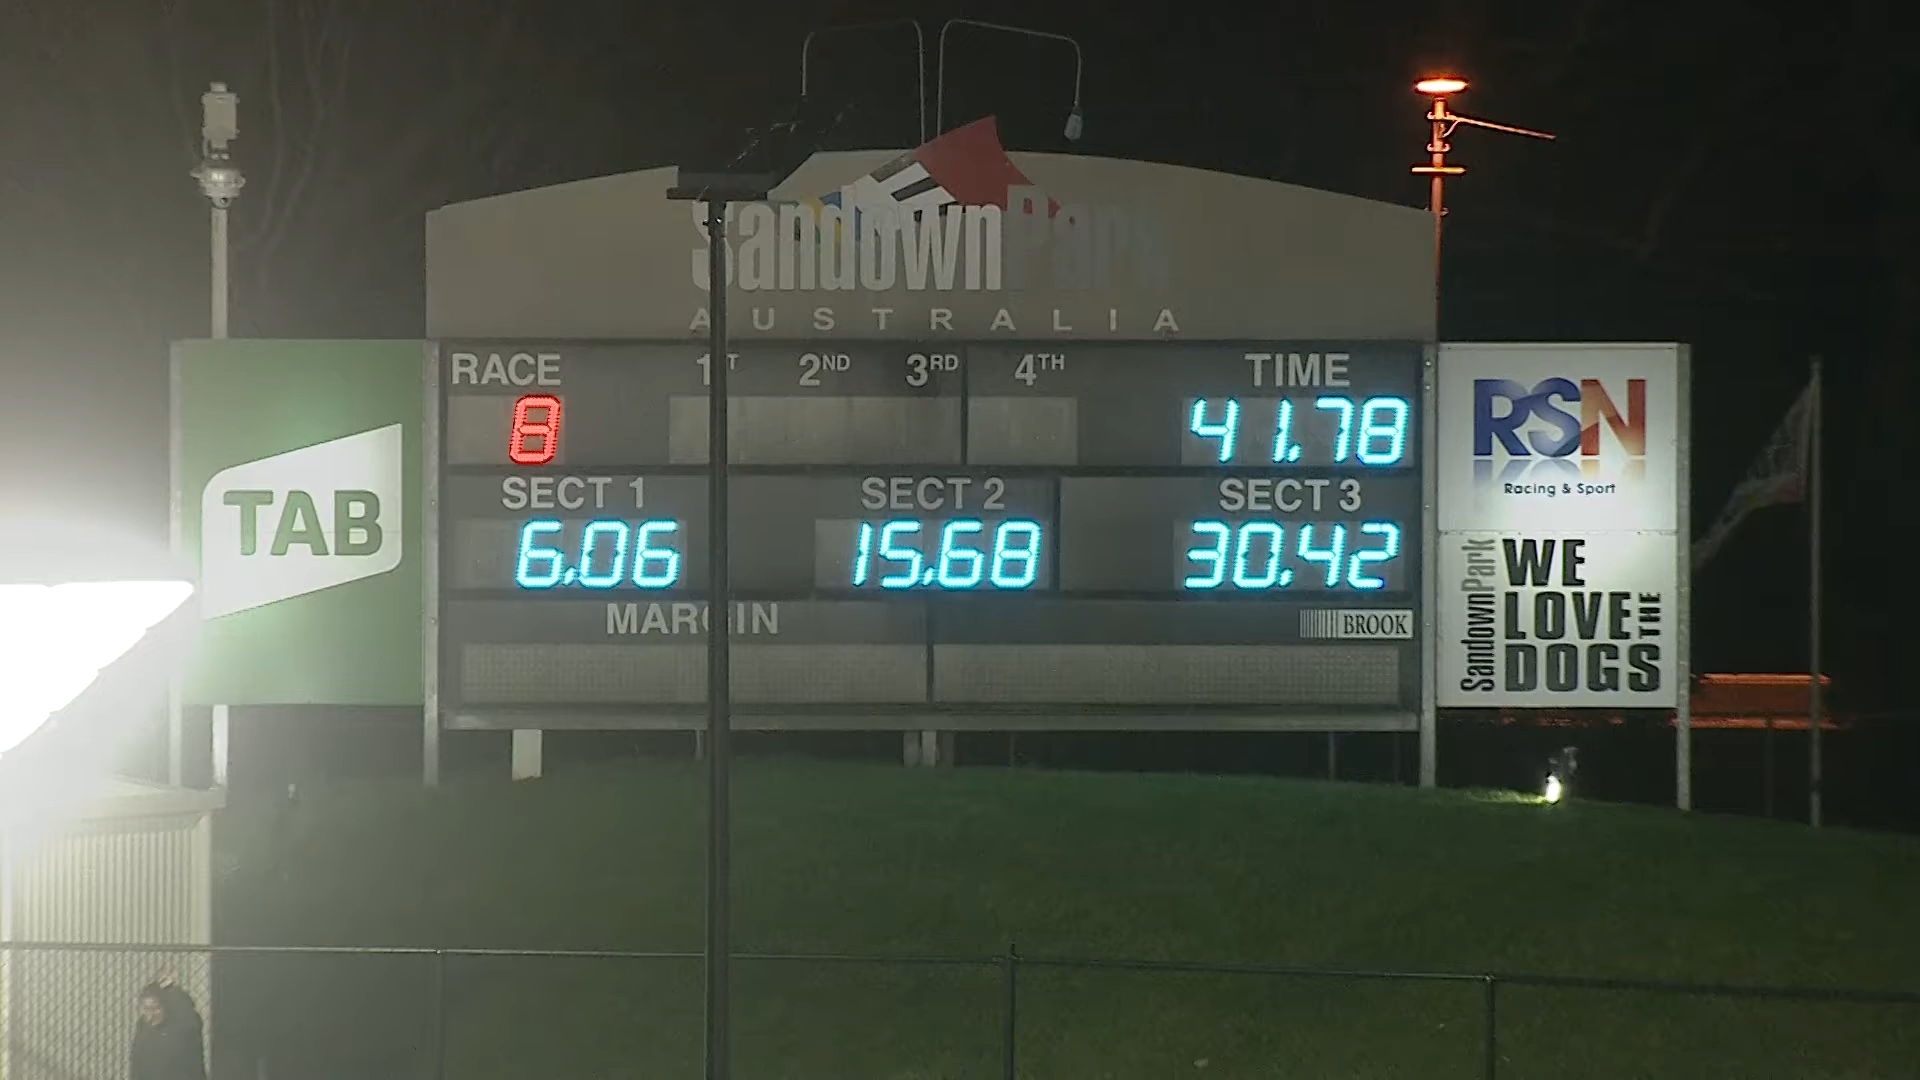 SandownPark
AUSTRALIA
RACE 1ST 2ND 3RD 4TH TIME
8 41.78
SECT 1 SECT 2 SECT 3
6.06 15.68 30.42
MARGIN
BROOK
TAB
RSN
Racing & Sport
SandownPark
WE
LOVE THE
DOGS